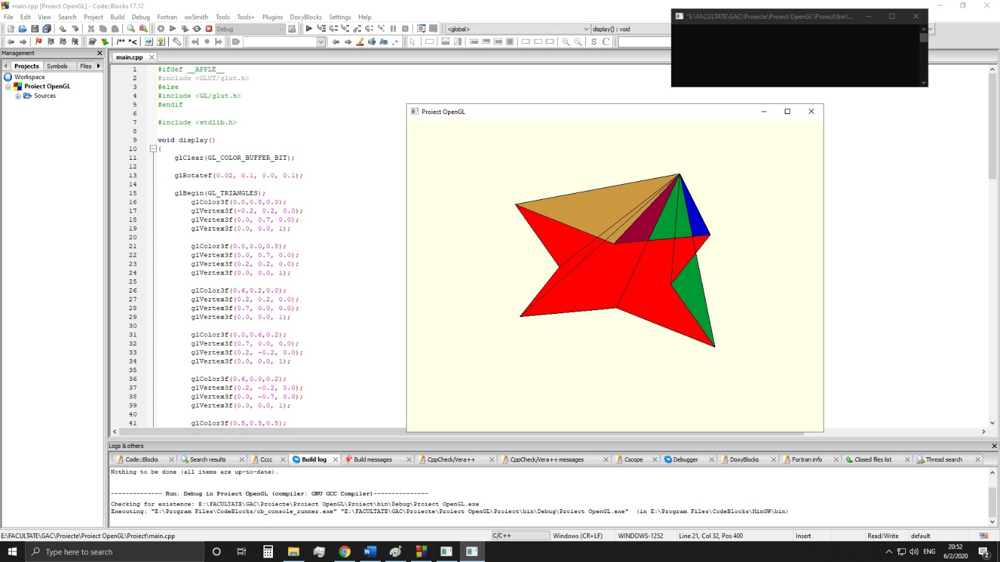 main.cpp [Proiect OpenGL] - Code::Blocks 17.12
File Edit View Search Project Build Debug Fortran wxSmith Tools Tools+ Plugins DoxyBlocks Settings Help
Debug
<global>
display() : void
/** *<
S C
"E:\FACULTATE\GAC\Proiecte\Proiect OpenGL\Proiect\bin\...
Management
Projects Symbols Files
Workspace
Proiect OpenGL
Sources
main.cpp
1 #ifdef __APPLE__
2 #include <GLUT/glut.h>
3 #else
4 #include <GL/glut.h>
5 #endif
6
7 #include <stdlib.h>
8
9 void display()
10 {
11 glClear(GL_COLOR_BUFFER_BIT);
12
13 glRotatef(0.02, 0.1, 0.0, 0.1);
14
15 glBegin(GL_TRIANGLES);
16 glColor3f(0.0,0.8,0.0);
17 glVertex3f(-0.2, 0.2, 0.0);
18 glVertex3f(0.0, 0.7, 0.0);
19 glVertex3f(0.0, 0.0, 1);
20
21 glColor3f(0.0,0.0,0.8);
22 glVertex3f(0.0, 0.7, 0.0);
23 glVertex3f(0.2, 0.2, 0.0);
24 glVertex3f(0.0, 0.0, 1);
25
26 glColor3f(0.6,0.2,0.0);
27 glVertex3f(0.2, 0.2, 0.0);
28 glVertex3f(0.7, 0.0, 0.0);
29 glVertex3f(0.0, 0.0, 1);
30
31 glColor3f(0.0,0.6,0.2);
32 glVertex3f(0.7, 0.0, 0.0);
33 glVertex3f(0.2, -0.2, 0.0);
34 glVertex3f(0.0, 0.0, 1);
35
36 glColor3f(0.6,0.0,0.2);
37 glVertex3f(0.2, -0.2, 0.0);
38 glVertex3f(0.0, -0.7, 0.0);
39 glVertex3f(0.0, 0.0, 1);
40
41 glColor3f(0.5,0.5,0.5);
Proiect OpenGL
Logs & others
Code::Blocks Search results Cccc Build log Build messages CppCheck/Vera++ CppCheck/Vera++ messages Cscope Debugger DoxyBlocks Fortran info Closed files list Thread search
Nothing to be done (all items are up-to-date).
-------------- Run: Debug in Proiect OpenGL (compiler: GNU GCC Compiler)---------------
Checking for existence: E:\FACULTATE\GAC\Proiecte\Proiect OpenGL\Proiect\bin\Debug\Proiect OpenGL.exe
Executing: "E:\Program Files\CodeBlocks/cb_console_runner.exe" "E:\FACULTATE\GAC\Proiecte\Proiect OpenGL\Proiect\bin\Debug\Proiect OpenGL.exe" (in E:\Program Files\CodeBlocks\MinGW\bin)
E:\FACULTATE\GAC\Proiecte\Proiect OpenGL\Proiect\main.cpp C/C++ Windows (CR+LF) WINDOWS-1252 Line 21, Col 32, Pos 400 Insert Read/Write default
Type here to search
ENG
20:52
6/2/2020
2